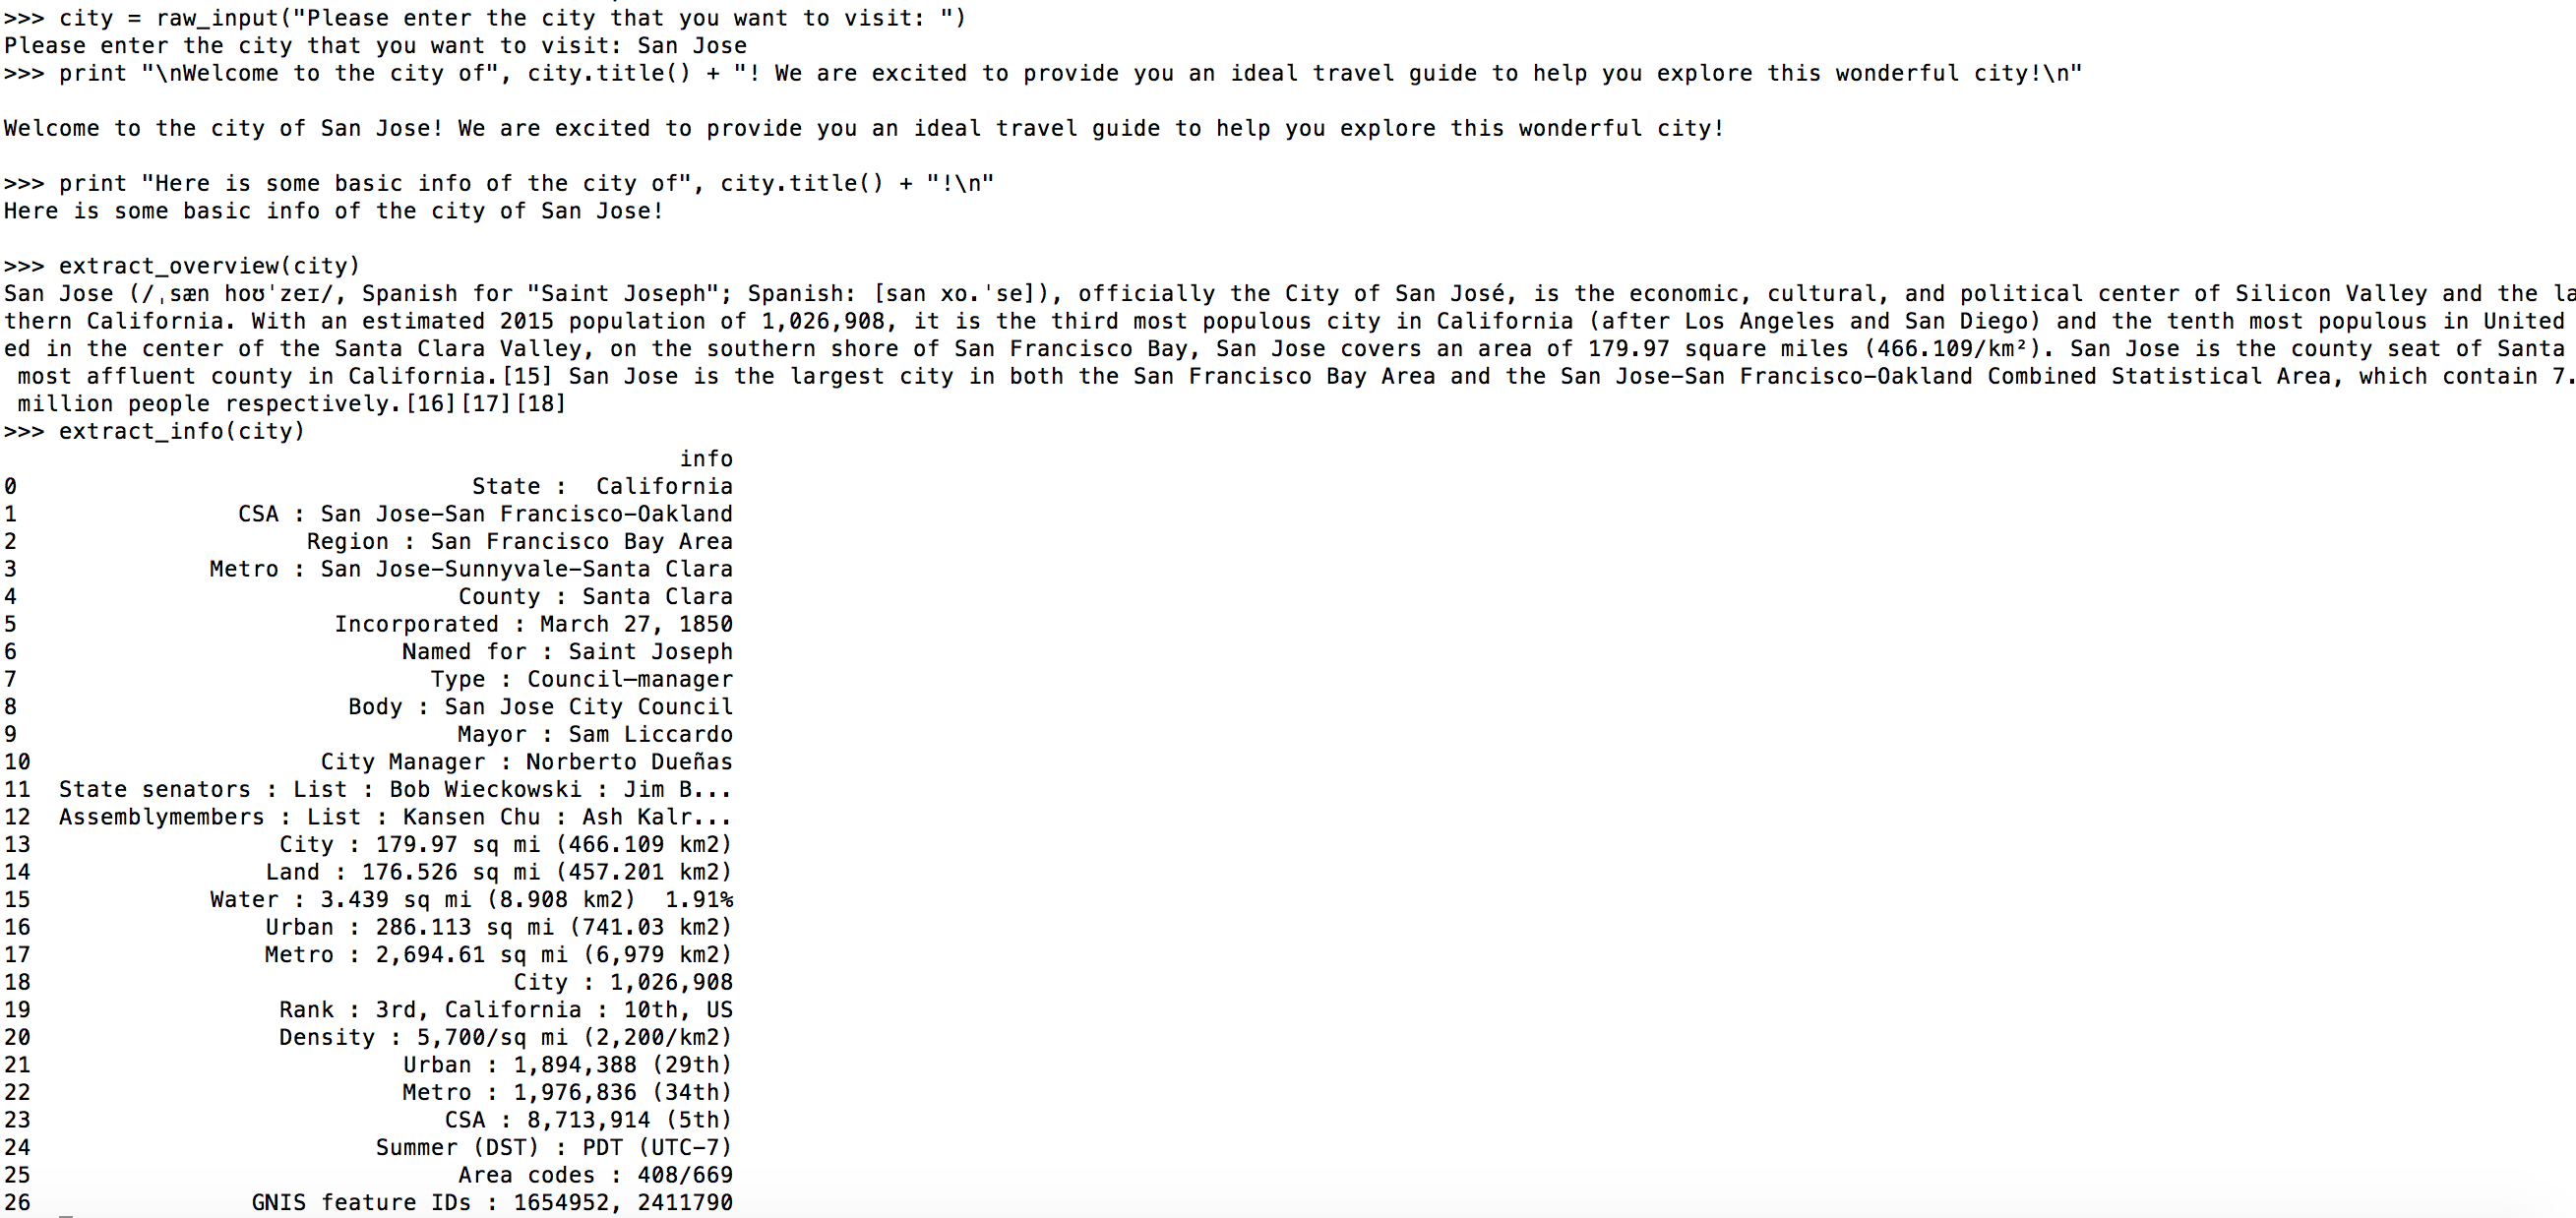 >>> city = raw_input("Please enter the city that you want to visit: ")
Please enter the city that you want to visit: San Jose
>>> print "\nWelcome to the city of", city.title() + "! We are excited to provide you an ideal travel guide to help you explore this wonderful city!\n"
Welcome to the city of San Jose! We are excited to provide you an ideal travel guide to help you explore this wonderful city!
>>> print "Here is some basic info of the city of", city.title() + "!\n"
Here is some basic info of the city of San Jose!
>>> extract_overview(city)
San Jose (/ˌsæn hoʊˈzeɪ/, Spanish for "Saint Joseph"; Spanish: [san xo.ˈse]), officially the City of San José, is the economic, cultural, and political center of Silicon Valley and the la
thern California. With an estimated 2015 population of 1,026,908, it is the third most populous city in California (after Los Angeles and San Diego) and the tenth most populous in United
ed in the center of the Santa Clara Valley, on the southern shore of San Francisco Bay, San Jose covers an area of 179.97 square miles (466.109/km²). San Jose is the county seat of Santa
most affluent county in California.[15] San Jose is the largest city in both the San Francisco Bay Area and the San Jose-San Francisco-Oakland Combined Statistical Area, which contain 7.
million people respectively.[16][17][18]
>>> extract_info(city)
info
0 State :  California
1 CSA : San Jose–San Francisco–Oakland
2 Region : San Francisco Bay Area
3 Metro : San Jose–Sunnyvale–Santa Clara
4 County : Santa Clara
5 Incorporated : March 27, 1850
6 Named for : Saint Joseph
7 Type : Council–manager
8 Body : San Jose City Council
9 Mayor : Sam Liccardo
10 City Manager : Norberto Dueñas
11 State senators : List : Bob Wieckowski : Jim B...
12 Assemblymembers : List : Kansen Chu : Ash Kalr...
13 City : 179.97 sq mi (466.109 km2)
14 Land : 176.526 sq mi (457.201 km2)
15 Water : 3.439 sq mi (8.908 km2)  1.91%
16 Urban : 286.113 sq mi (741.03 km2)
17 Metro : 2,694.61 sq mi (6,979 km2)
18 City : 1,026,908
19 Rank : 3rd, California : 10th, US
20 Density : 5,700/sq mi (2,200/km2)
21 Urban : 1,894,388 (29th)
22 Metro : 1,976,836 (34th)
23 CSA : 8,713,914 (5th)
24 Summer (DST) : PDT (UTC−7)
25 Area codes : 408/669
26 GNIS feature IDs : 1654952, 2411790